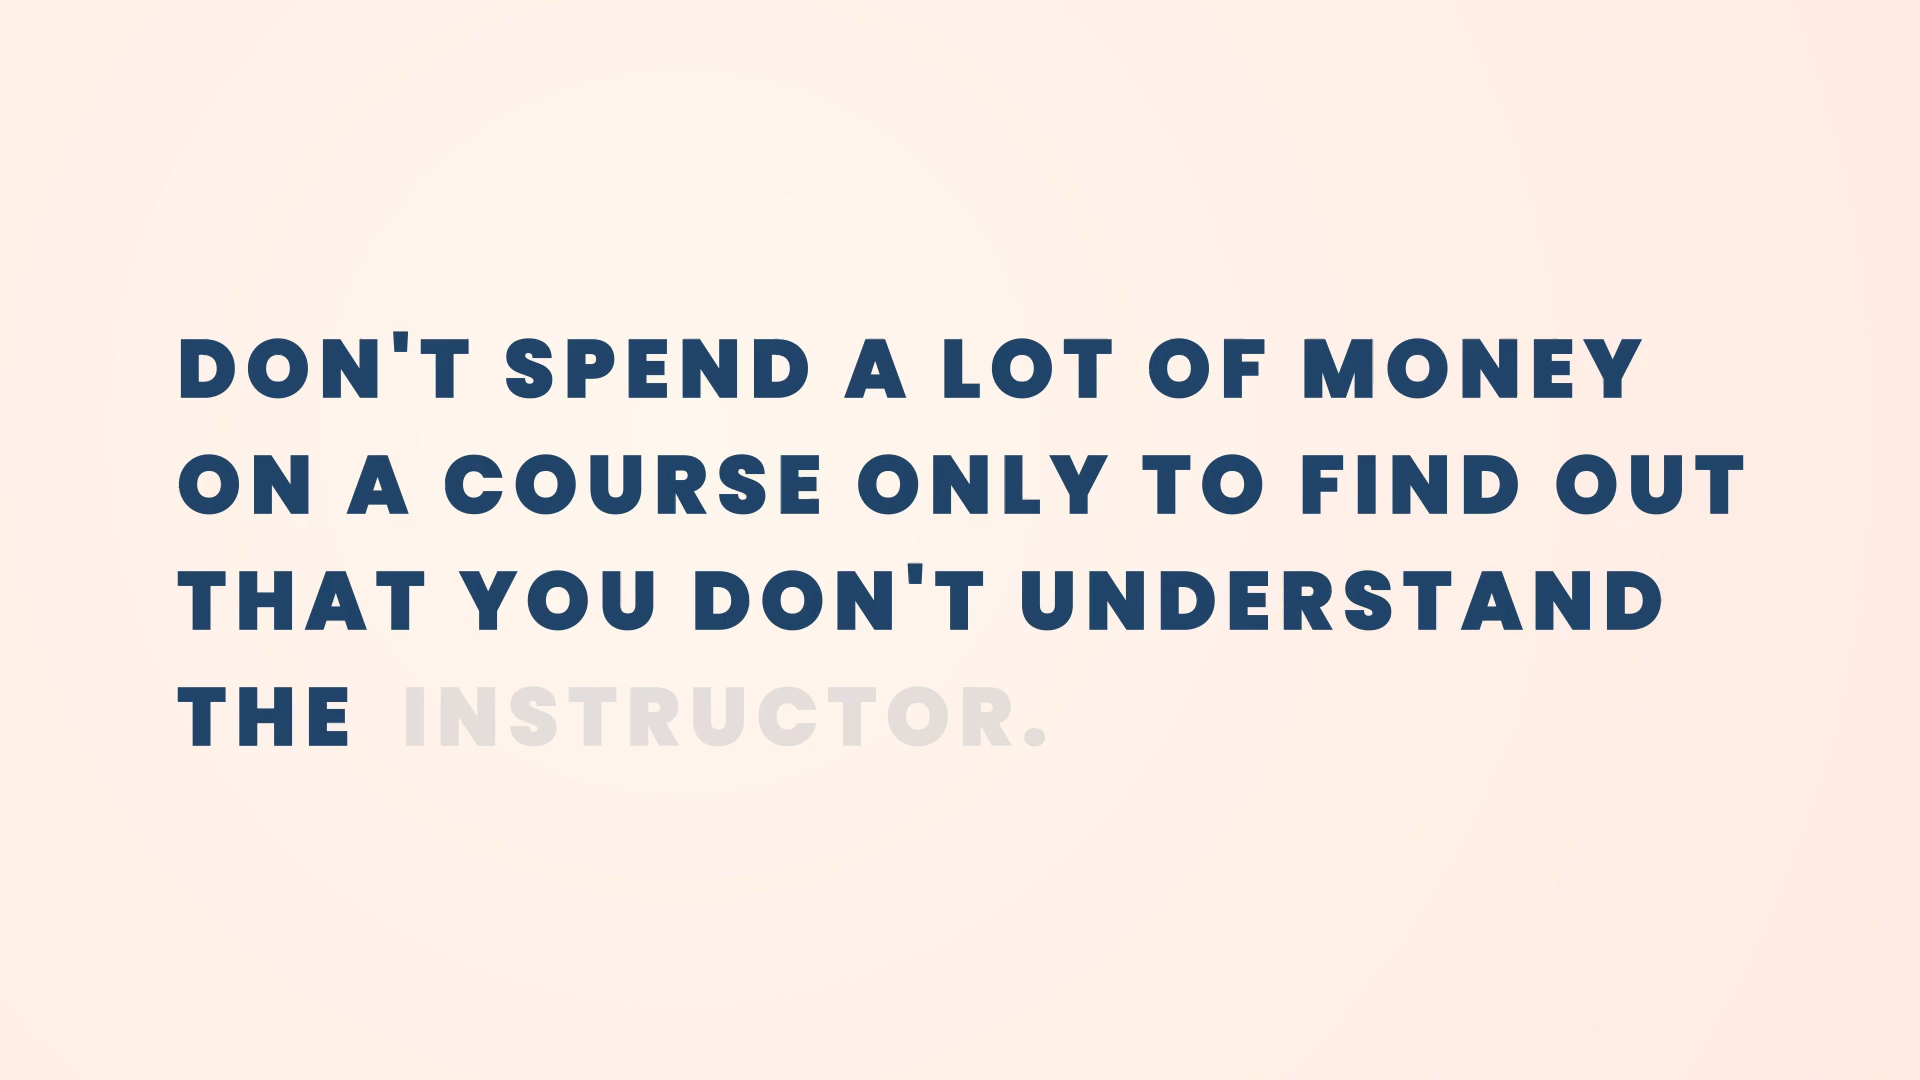 DON'T SPEND A LOT OF MONEY
ON A COURSE ONLY TO FIND OUT
THAT YOU DON'T UNDERSTAND
THE INSTRUCTOR.